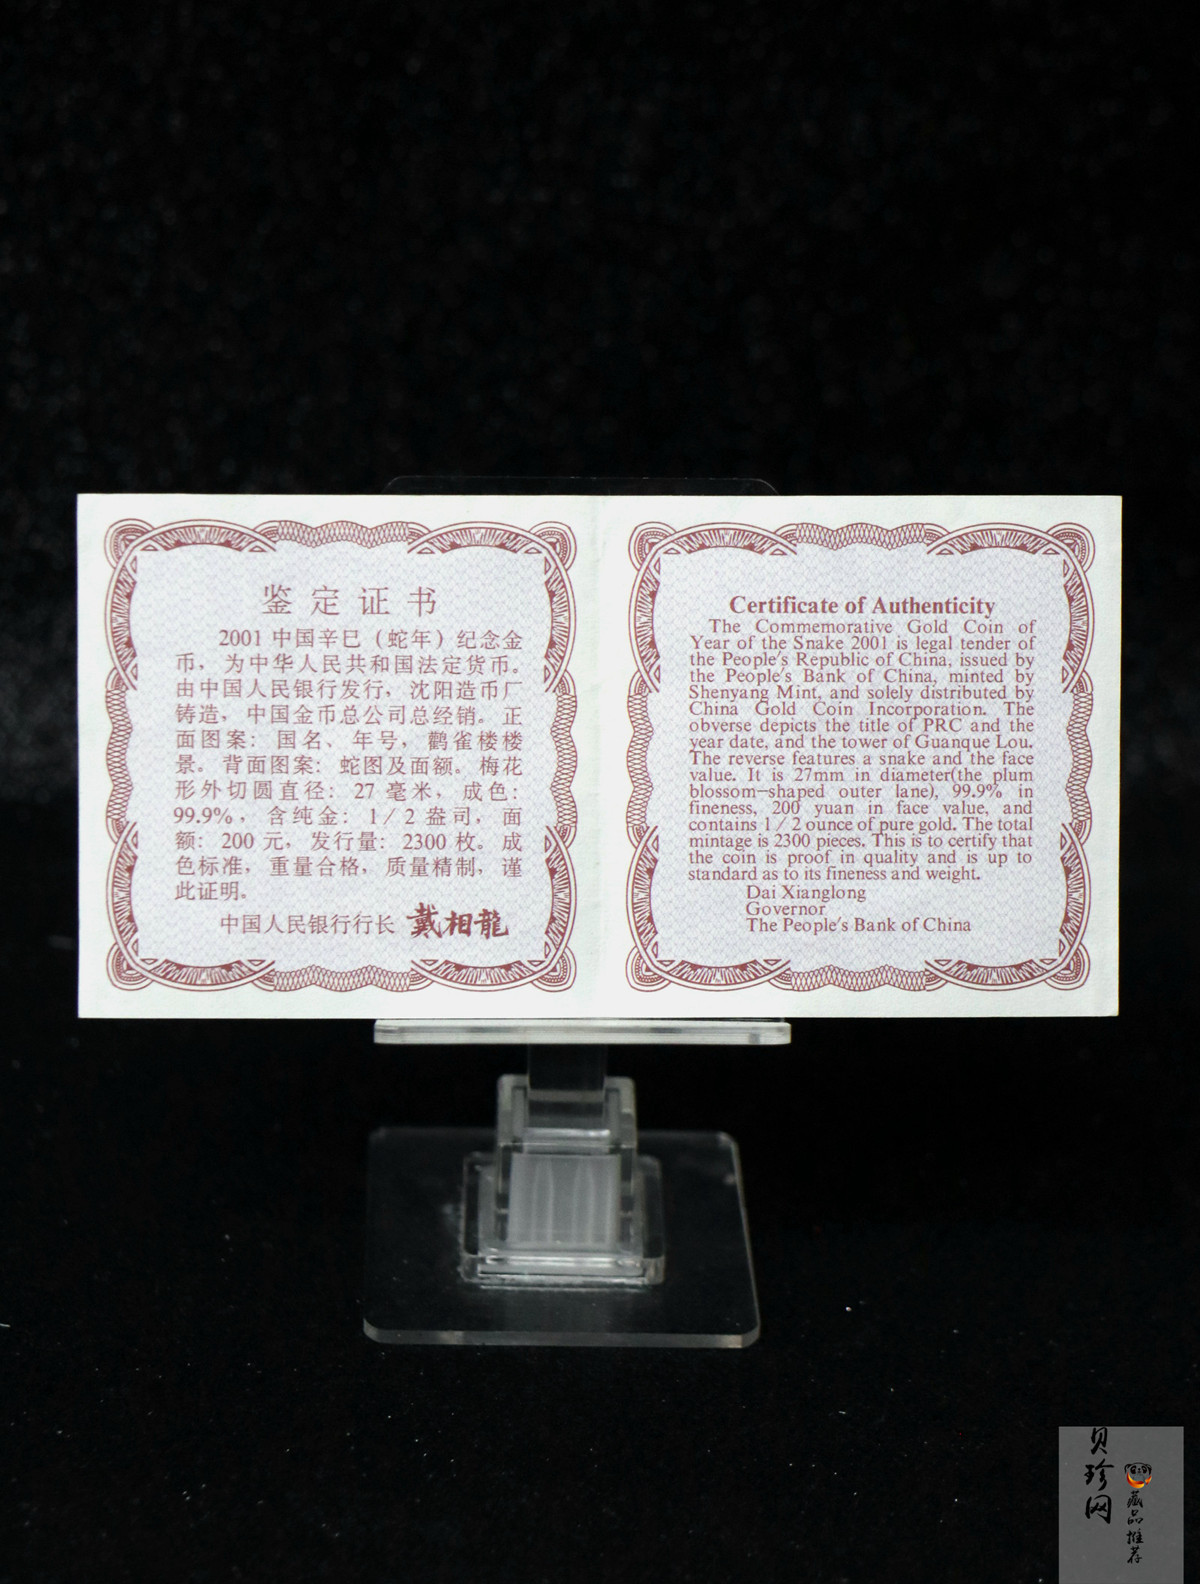 鉴定证书
2001 中国辛巳（蛇年）纪念金
币，为中华人民共和国法定货币。
由中国人民银行发行，沈阳造币厂
铸造，中国金币总公司总经销。正
面图案：国名、年号，鹳雀楼楼
景。背面图案：蛇图及面额。梅花
形外切圆直径：27 毫米，成色：
99.9%，含纯金：1/2 盎司，面
额：200 元，发行量：2300 枚。成
色标准，重量合格，质量精制，谨
此证明。
中国人民银行行长 戴相龍
Certificate of Authenticity
The Commemorative Gold Coin of
Year of the Snake 2001 is legal tender of
the People's Republic of China, issued by
the People's Bank of China, minted by
Shenyang Mint, and solely distributed by
China Gold Coin Incorporation. The
obverse depicts the title of PRC and the
year date, and the tower of Guanque Lou.
The reverse features a snake and the face
value. It is 27mm in diameter(the plum
blossom-shaped outer lane), 99.9% in
fineness, 200 yuan in face value, and
contains 1/2 ounce of pure gold. The total
mintage is 2300 pieces. This is to certify that
the coin is proof in quality and is up to
standard as to its fineness and weight.
Dai Xianglong
Governor
The People's Bank of China
贝珍网
藏品推荐